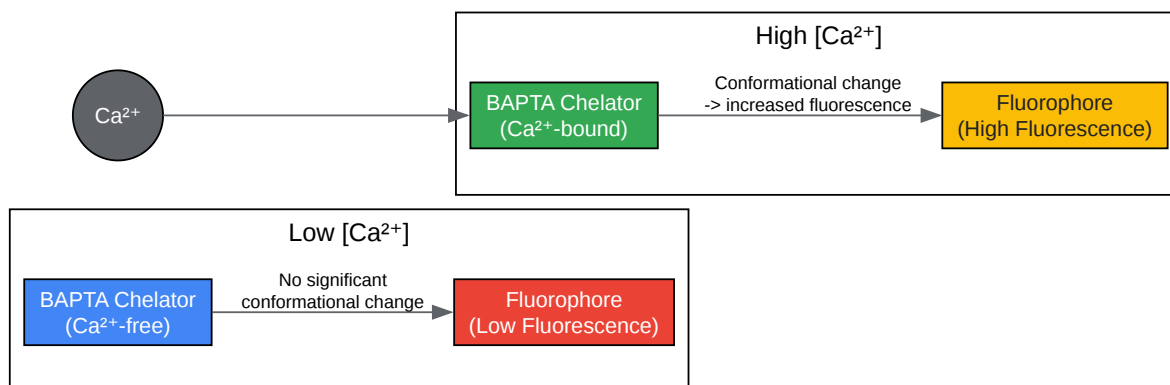 High [Ca²⁺]
Ca²⁺
BAPTA Chelator
(Ca²⁺-bound)
Conformational change
-> increased fluorescence
Fluorophore
(High Fluorescence)
Low [Ca²⁺]
BAPTA Chelator
(Ca²⁺-free)
No significant
conformational change
Fluorophore
(Low Fluorescence)